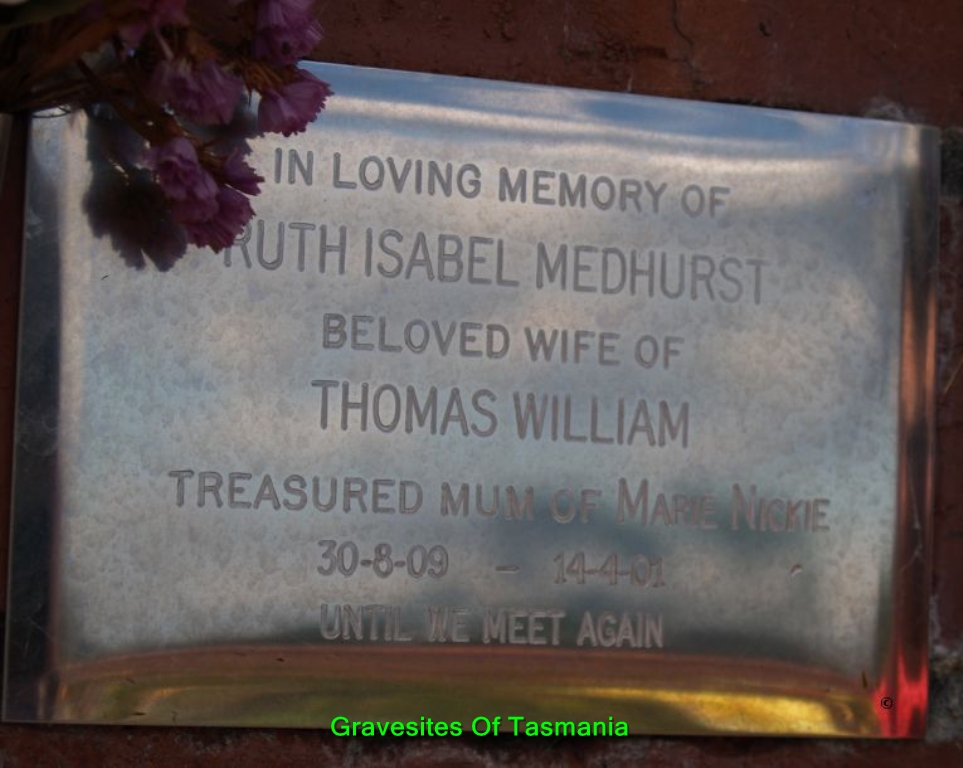 IN LOVING MEMORY OF
RUTH ISABEL MEDHURST
BELOVED WIFE OF
THOMAS WILLIAM
TREASURED MUM OF MARIE NICKIE
30-8-09 – 14-4-01
UNTIL WE MEET AGAIN
©
Gravesites Of Tasmania